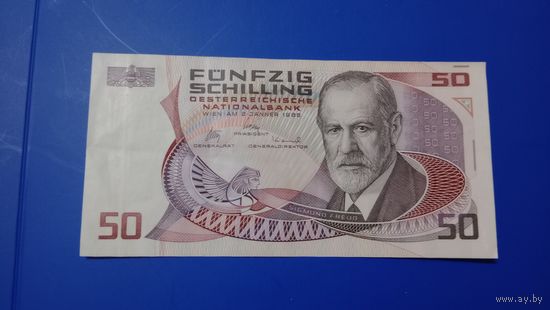 FÜNFZIG
SCHILLING
OESTERREICHISCHE
NATIONALBANK
WIEN AM 2. JÄNNER 1986
PRÄSIDENT
GENERALRAT GENERALDIREKTOR
50
50
50
SIGMUND FREUD
50
www.ay.by